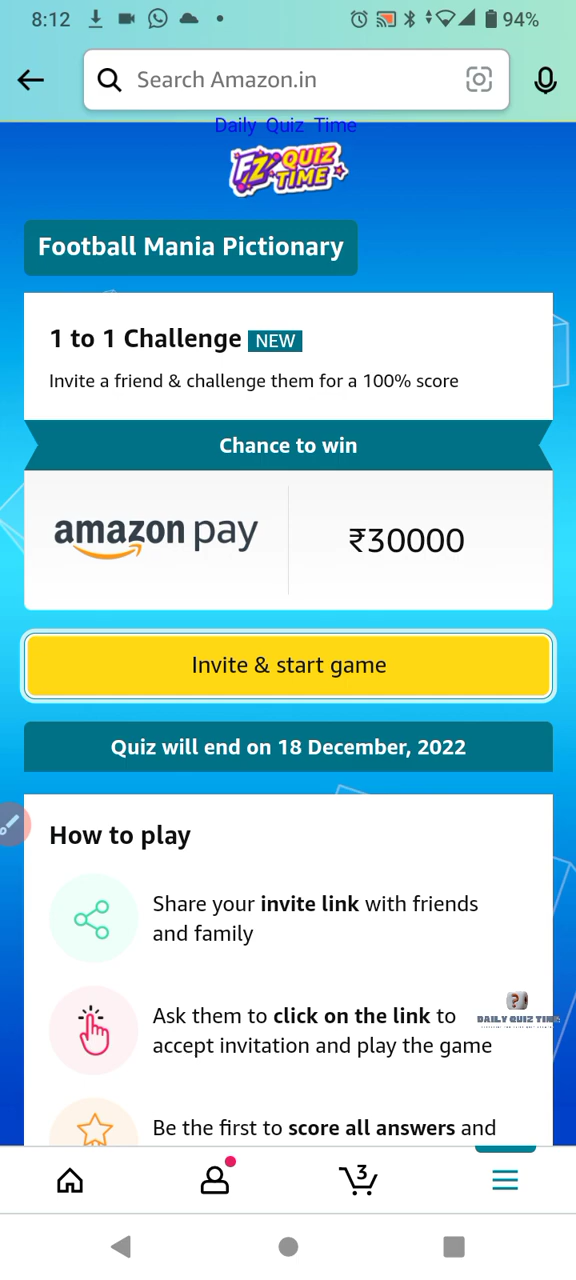 8:12
94%
Search Amazon.in
Daily Quiz Time
FZ QUIZ
TIME
Football Mania Pictionary
1 to 1 Challenge NEW
Invite a friend & challenge them for a 100% score
Chance to win
amazon pay
₹30000
Invite & start game
Quiz will end on 18 December, 2022
How to play
Share your invite link with friends
and family
Ask them to click on the link to
accept invitation and play the game
?
DAILY QUIZ TIME
Be the first to score all answers and
3